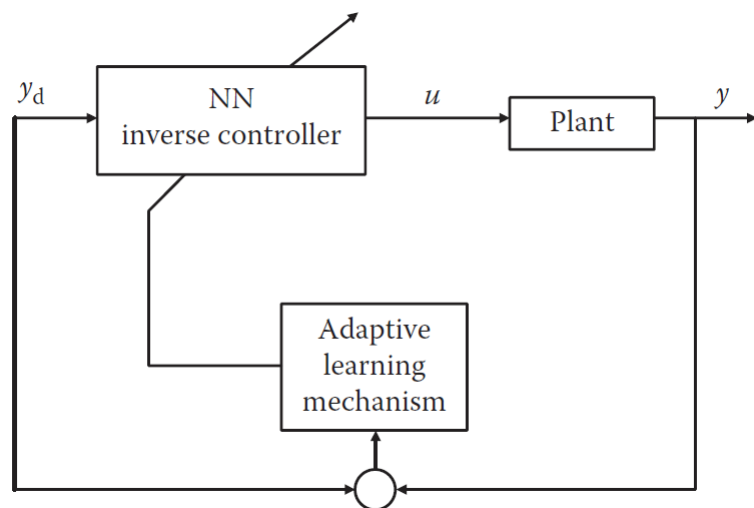 y_d
NN
inverse controller
u
Plant
y
Adaptive
learning
mechanism